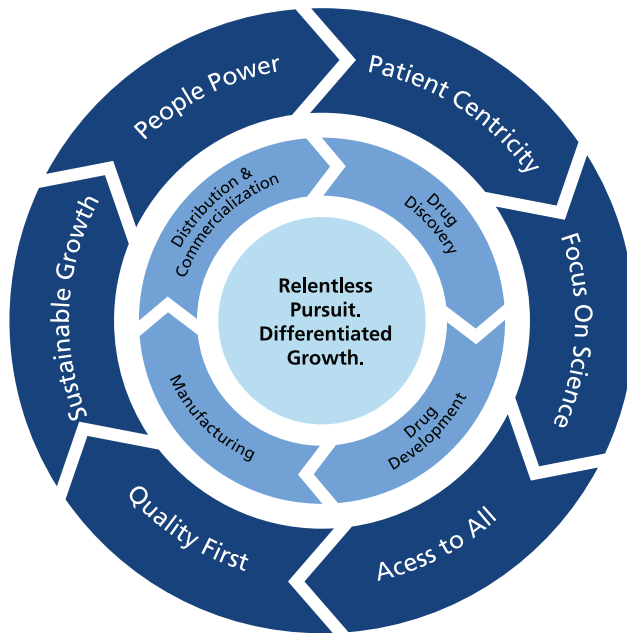 People Power
Patient Centricity
Focus On Science
Acess to All
Quality First
Sustainable Growth
Distribution &
Commercialization
Drug
Discovery
Drug
Development
Manufacturing
Relentless
Pursuit.
Differentiated
Growth.